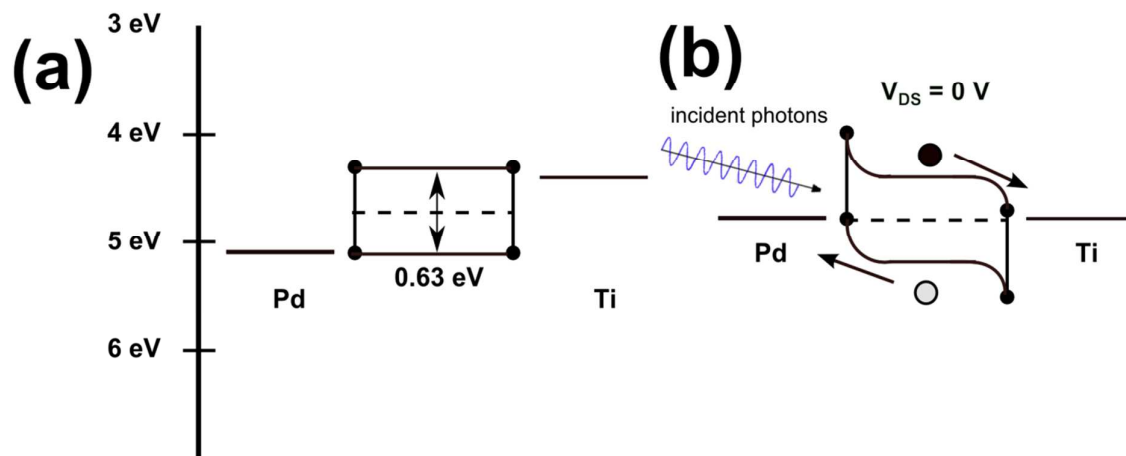 (a)
3 eV
4 eV
5 eV
6 eV
Pd
0.63 eV
Ti
(b)
incident photons
V_DS = 0 V
Pd
Ti